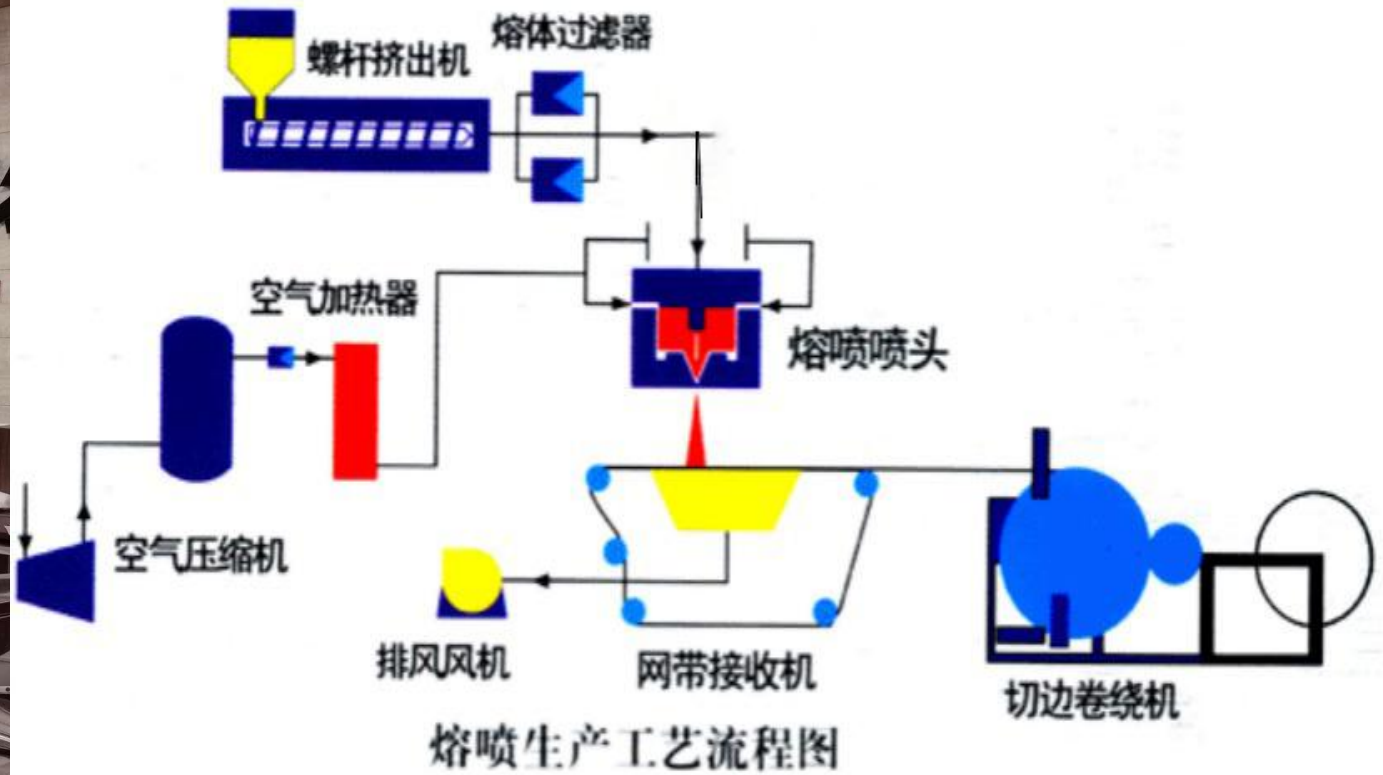 熔体过滤器
螺杆挤出机
空气加热器
熔喷喷头
空气压缩机
排风风机
网带接收机
切边卷绕机
熔喷生产工艺流程图